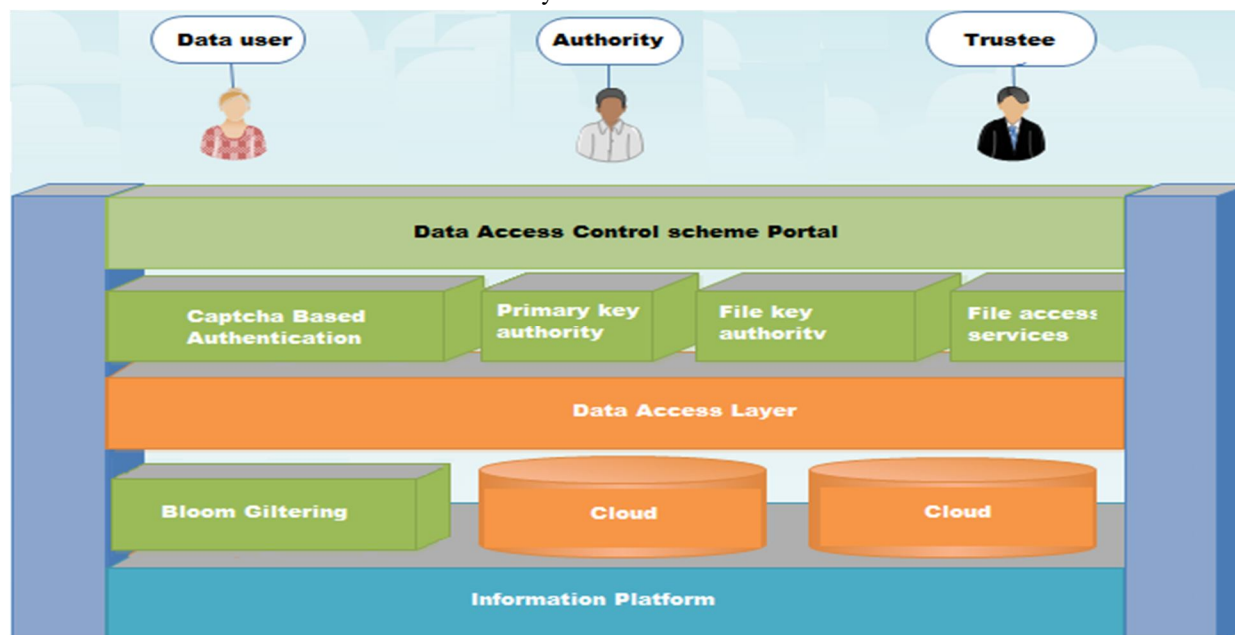 Data user
Authority
Trustee
Data Access Control scheme Portal
Captcha Based
Authentication
Primary key
authority
File key
authority
File access
services
Data Access Layer
Bloom Giltering
Cloud
Cloud
Information Platform